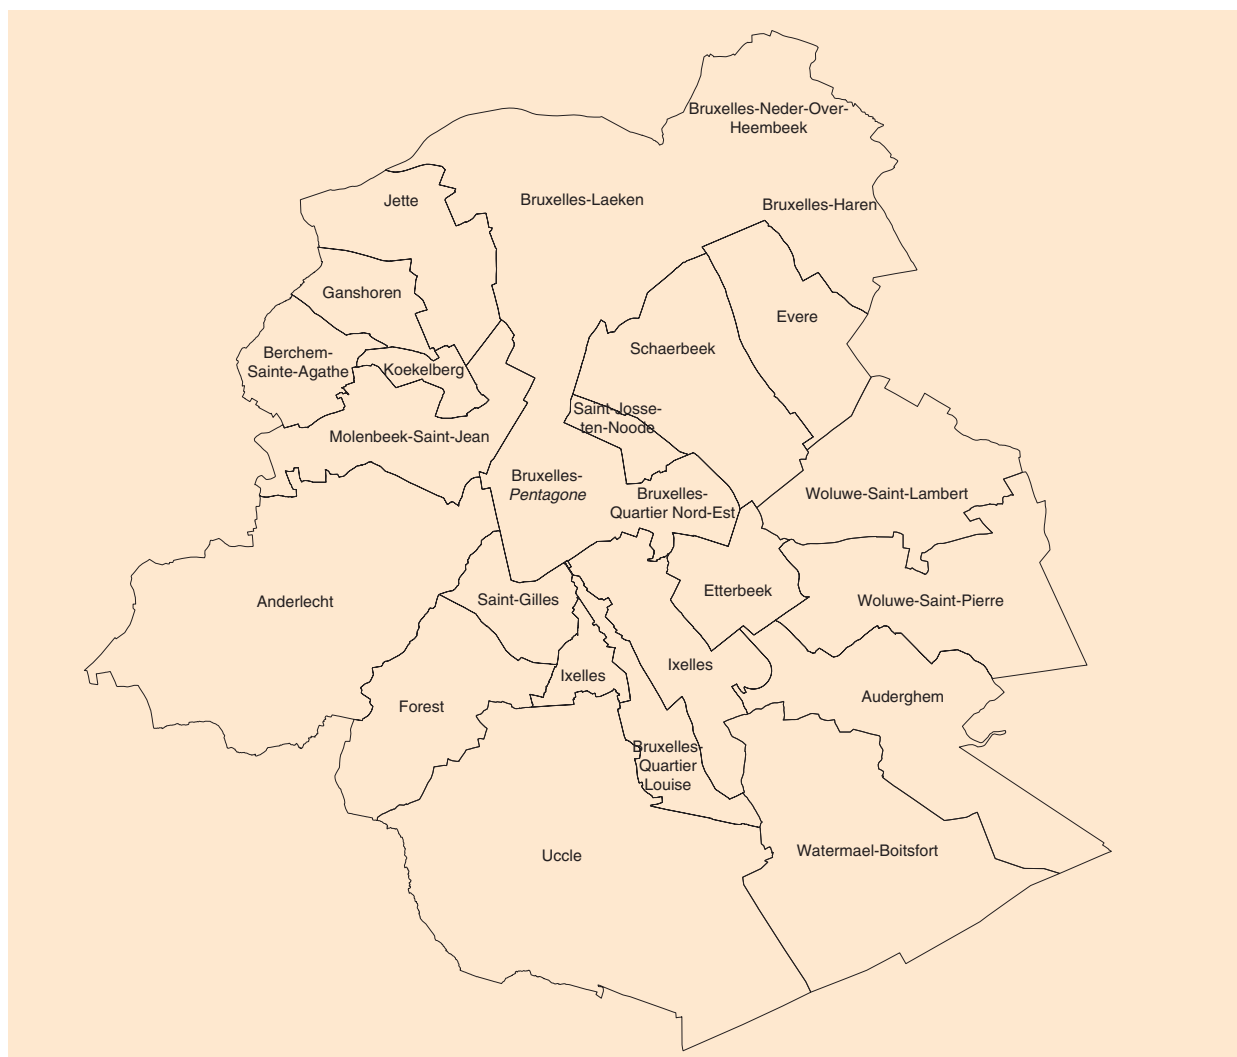 Bruxelles-Neder-Over-
Heembeek
Jette
Bruxelles-Laeken
Bruxelles-Haren
Ganshoren
Evere
Schaerbeek
Berchem-
Sainte-Agathe
Koekelberg
Saint-Josse-
ten-Noode
Molenbeek-Saint-Jean
Bruxelles-
Pentagone
Bruxelles-
Quartier Nord-Est
Woluwe-Saint-Lambert
Anderlecht
Saint-Gilles
Etterbeek
Woluwe-Saint-Pierre
Ixelles
Ixelles
Forest
Auderghem
Bruxelles-
Quartier
Louise
Uccle
Watermael-Boitsfort